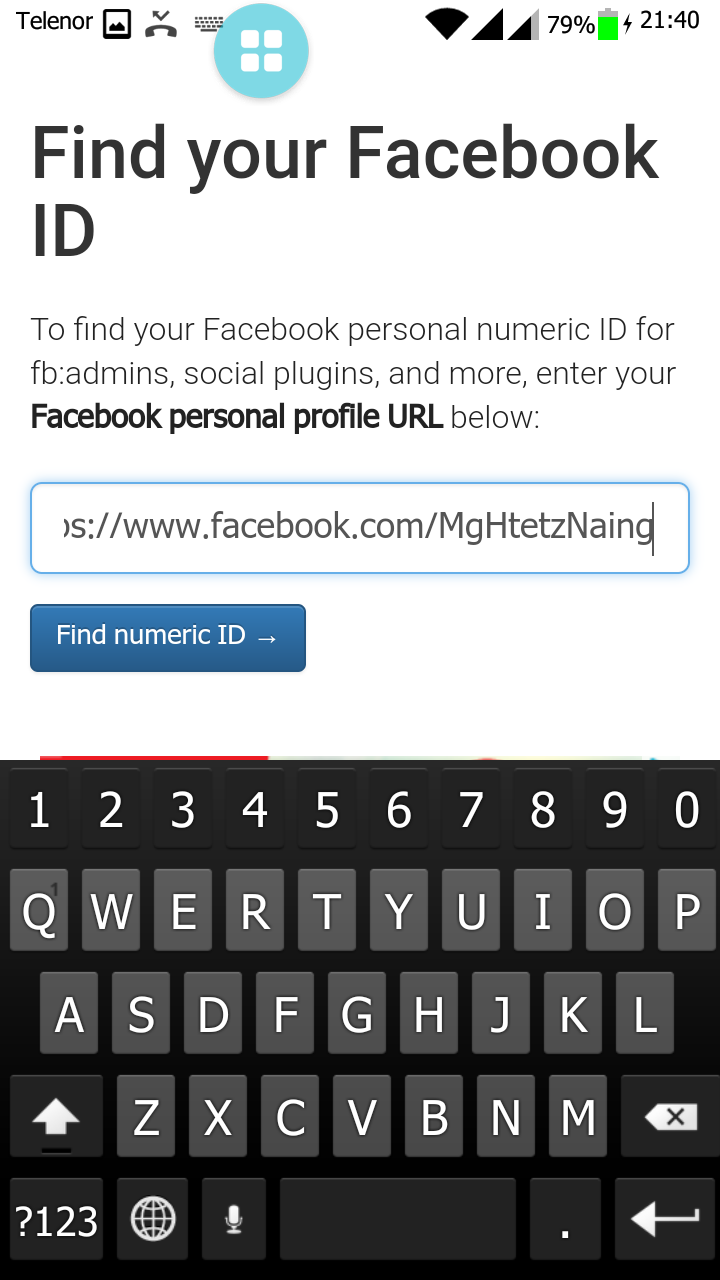 Telenor 79% 21:40
Find your Facebook
ID
To find your Facebook personal numeric ID for
fb:admins, social plugins, and more, enter your
Facebook personal profile URL below:
s://www.facebook.com/MgHtetzNaing
Find numeric ID →
1 2 3 4 5 6 7 8 9 0
Q 1 W E R T Y U I O P
A S D F G H J K L
Z X C V B N M
?123 .